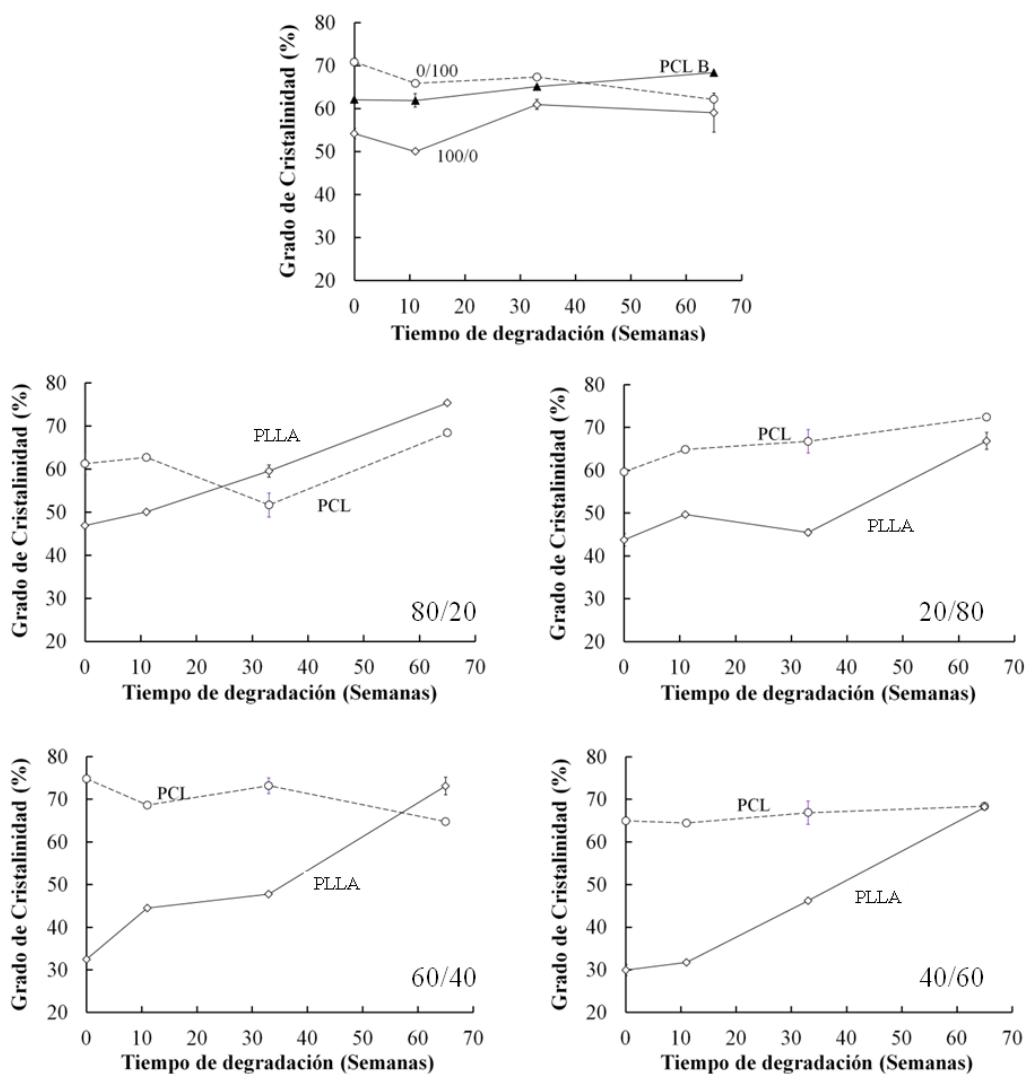 Grado de Cristalinidad (%)
80
70
60
50
40
30
20
0/100
PCL B
100/0
0 10 20 30 40 50 60 70
Tiempo de degradación (Semanas)
Grado de Cristalinidad (%)
80
70
60
50
40
30
20
PLLA
PCL
80/20
0 10 20 30 40 50 60 70
Tiempo de degradación (Semanas)
Grado de Cristalinidad (%)
80
70
60
50
40
30
20
PCL
PLLA
20/80
0 10 20 30 40 50 60 70
Tiempo de degradación (Semanas)
Grado de Cristalinidad (%)
80
70
60
50
40
30
20
PCL
PLLA
60/40
0 10 20 30 40 50 60 70
Tiempo de degradación (Semanas)
Grado de Cristalinidad (%)
80
70
60
50
40
30
20
PCL
PLLA
40/60
0 10 20 30 40 50 60 70
Tiempo de degradación (Semanas)